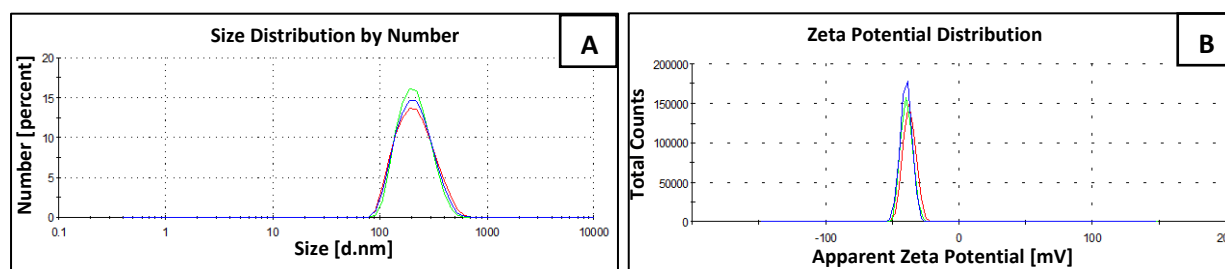 Size Distribution by Number
A
Number [percent]
20
15
10
5
0
0.1
1
10
100
1000
10000
Size [d.nm]
Zeta Potential Distribution
B
Total Counts
200000
150000
100000
50000
0
-100
0
100
200
Apparent Zeta Potential [mV]